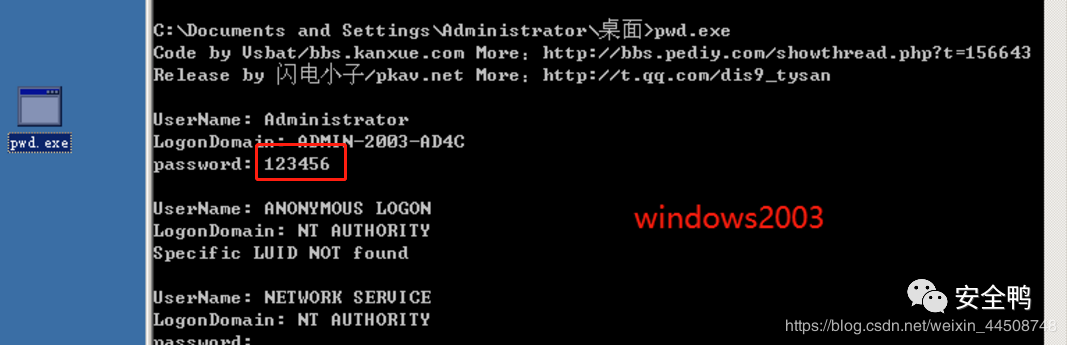 C:\Documents and Settings\Administrator\桌面>pwd.exe
Code by Vsbat/bbs.kanxue.com More: http://bbs.pediy.com/showthread.php?t=156643
Release by 闪电小子/pkav.net More: http://t.qq.com/dis9_tysan
pwd.exe
UserName: Administrator
LogonDomain: ADMIN-2003-AD4C
password: 123456
UserName: ANONYMOUS LOGON
LogonDomain: NT AUTHORITY
Specific LUID NOT found
windows2003
UserName: NETWORK SERVICE
LogonDomain: NT AUTHORITY
password:
安全鸭
https://blog.csdn.net/weixin_44508748